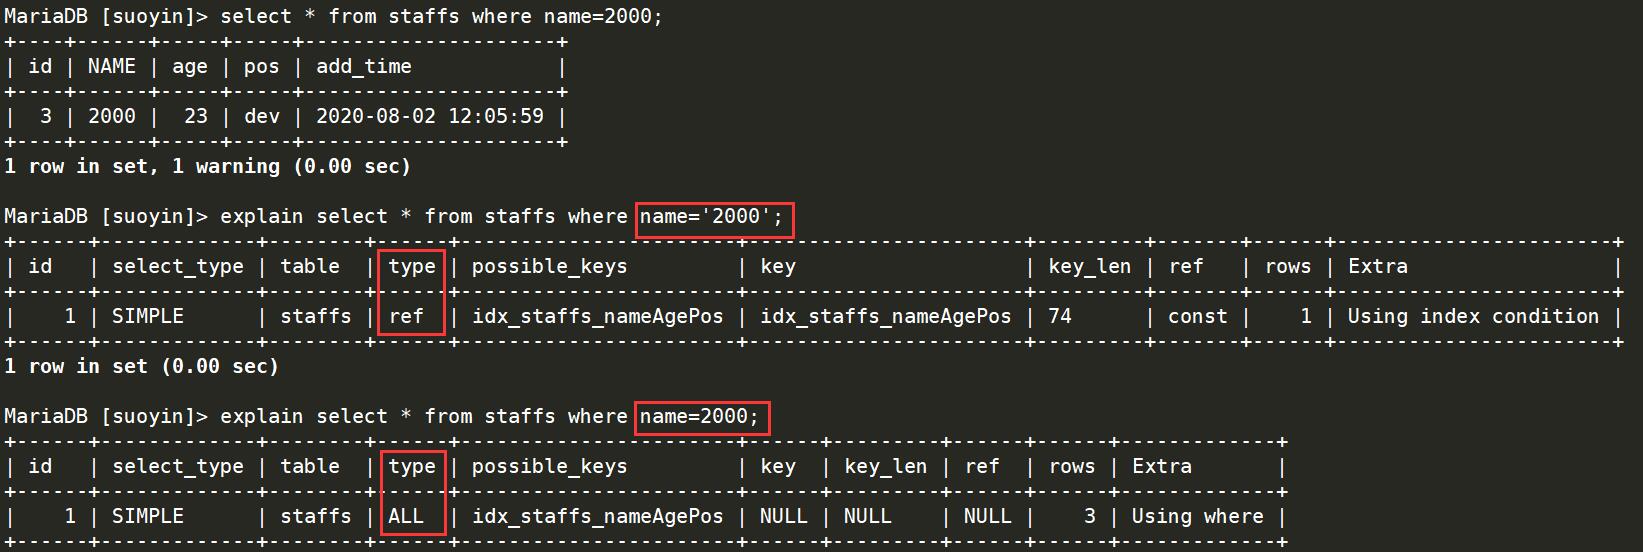 MariaDB [suoyin]> select * from staffs where name=2000;
+----+------+-----+-----+---------------------+
| id | NAME | age | pos | add_time            |
+----+------+-----+-----+---------------------+
|  3 | 2000 |  23 | dev | 2020-08-02 12:05:59 |
+----+------+-----+-----+---------------------+
1 row in set, 1 warning (0.00 sec)
MariaDB [suoyin]> explain select * from staffs where name='2000';
+------+-------------+--------+------+-----------------------+-----------------------+---------+-------+------+-----------------------+
| id   | select_type | table  | type | possible_keys         | key                   | key_len | ref   | rows | Extra                 |
+------+-------------+--------+------+-----------------------+-----------------------+---------+-------+------+-----------------------+
|    1 | SIMPLE      | staffs | ref  | idx_staffs_nameAgePos | idx_staffs_nameAgePos | 74      | const |    1 | Using index condition |
+------+-------------+--------+------+-----------------------+-----------------------+---------+-------+------+-----------------------+
1 row in set (0.00 sec)
MariaDB [suoyin]> explain select * from staffs where name=2000;
+------+-------------+--------+------+-----------------------+------+---------+------+------+-------------+
| id   | select_type | table  | type | possible_keys         | key  | key_len | ref  | rows | Extra       |
+------+-------------+--------+------+-----------------------+------+---------+------+------+-------------+
|    1 | SIMPLE      | staffs | ALL  | idx_staffs_nameAgePos | NULL | NULL    | NULL |    3 | Using where |
+------+-------------+--------+------+-----------------------+------+---------+------+------+-------------+